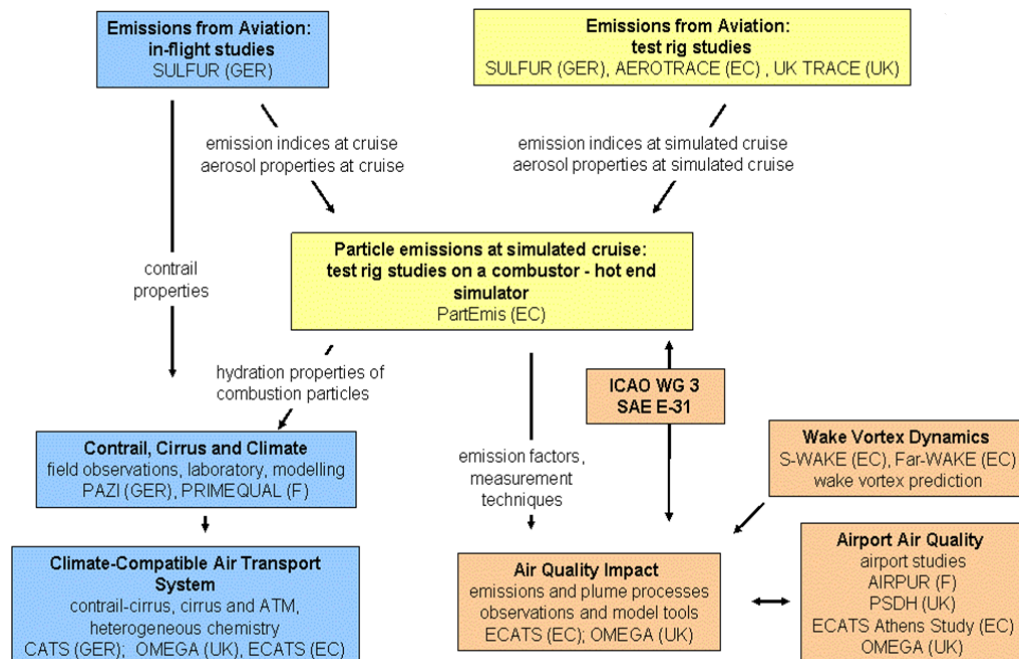 Emissions from Aviation:
in-flight studies
SULFUR (GER)
Emissions from Aviation:
test rig studies
SULFUR (GER), AEROTRACE (EC) , UK TRACE (UK)
emission indices at cruise
aerosol properties at cruise
emission indices at simulated cruise
aerosol properties at simulated cruise
Particle emissions at simulated cruise:
test rig studies on a combustor - hot end
simulator
PartEmis (EC)
contrail
properties
hydration properties of
combustion particles
ICAO WG 3
SAE E-31
Contrail, Cirrus and Climate
field observations, laboratory, modelling
PAZI (GER), PRIMEQUAL (F)
emission factors,
measurement
techniques
Wake Vortex Dynamics
S-WAKE (EC), Far-WAKE (EC)
wake vortex prediction
Climate-Compatible Air Transport
System
contrail-cirrus, cirrus and ATM,
heterogeneous chemistry
CATS (GER);  OMEGA (UK), ECATS (EC)
Air Quality Impact
emissions and plume processes
observations and model tools
ECATS (EC); OMEGA (UK)
Airport Air Quality
airport studies
AIRPUR (F)
PSDH (UK)
ECATS Athens Study (EC)
OMEGA (UK)